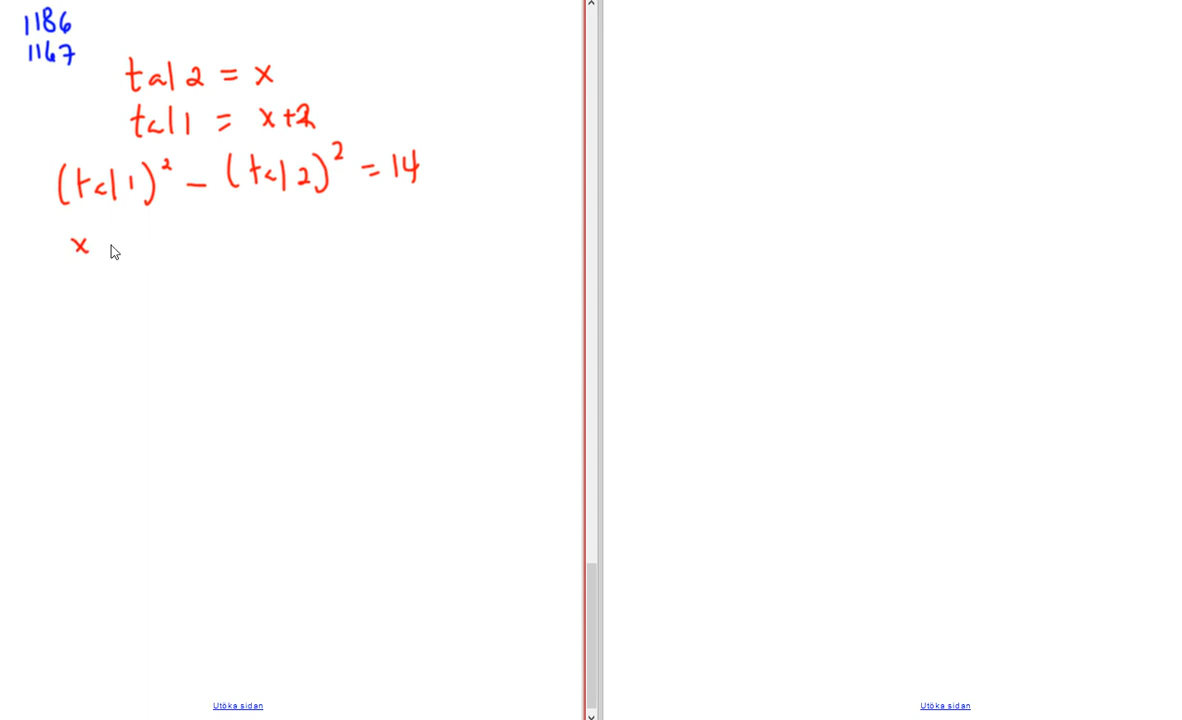 1186
1167
tal 2 = x
tal 1 = x+2
(tal 1)² - (tal 2)² = 14
x
Utöka sidan
Utöka sidan